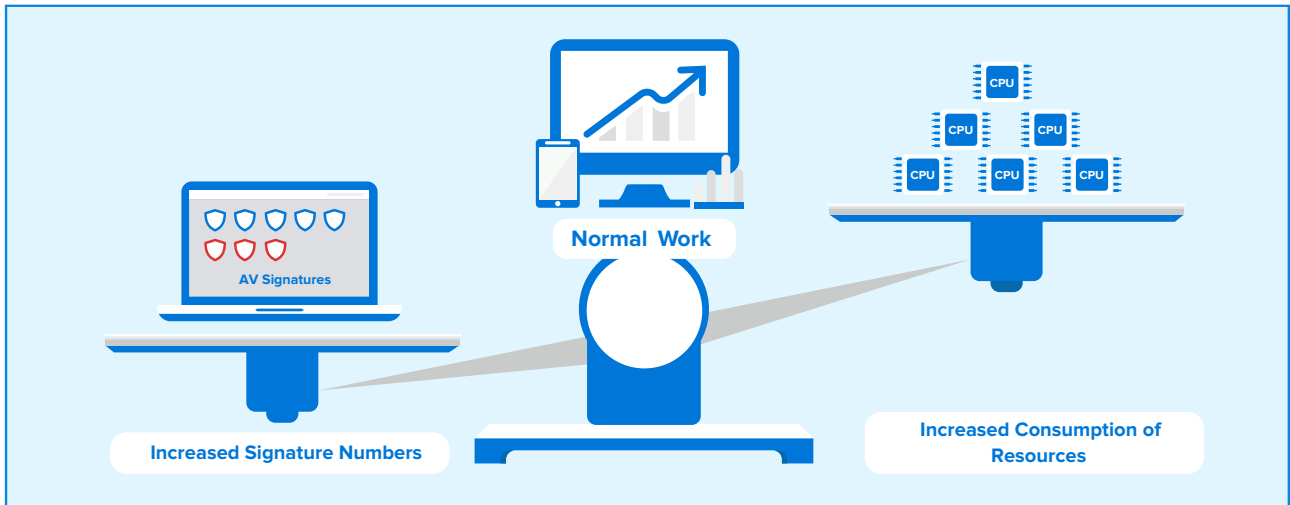 CPU
CPU CPU
CPU CPU CPU
Normal Work
AV Signatures
Increased Signature Numbers
Increased Consumption of
Resources